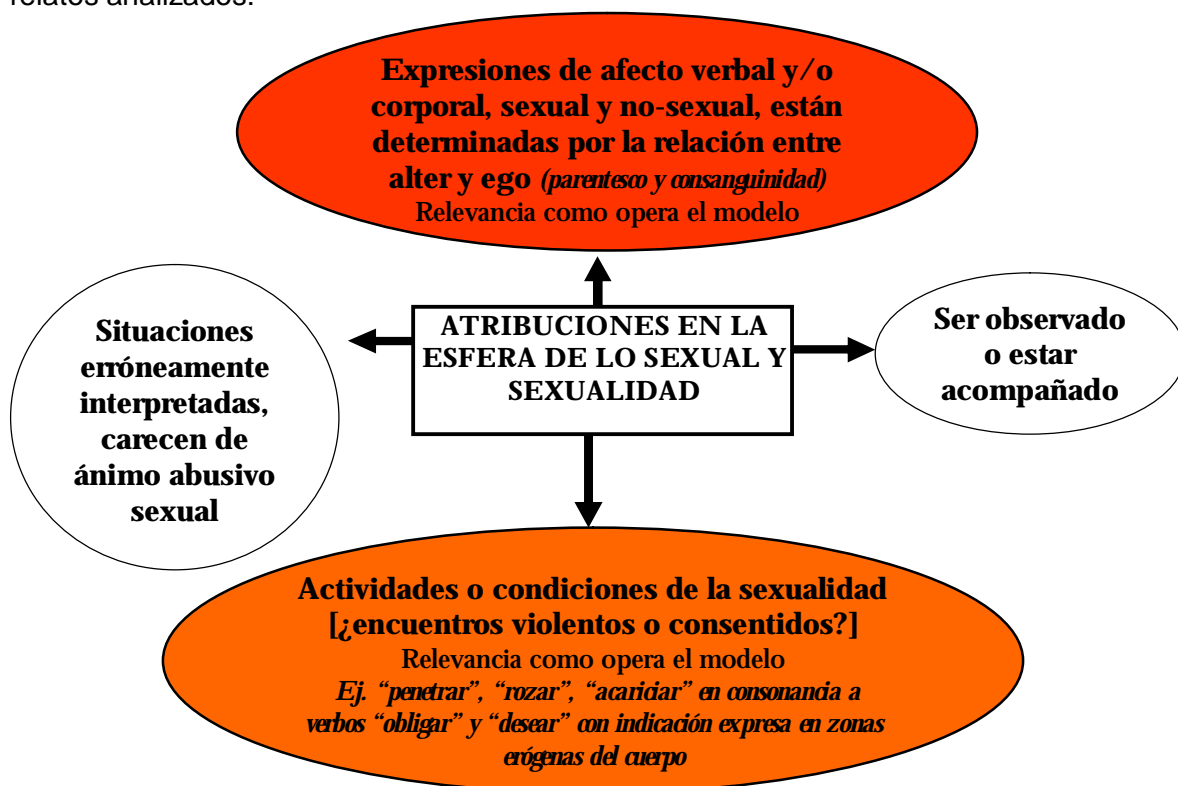 relatos analizados.
Expresiones de afecto verbal y/o
corporal, sexual y no-sexual, están
determinadas por la relación entre
alter y ego (parentesco y consanguinidad)
Relevancia como opera el modelo
Situaciones
erróneamente
interpretadas,
carecen de
ánimo abusivo
sexual
ATRIBUCIONES EN LA
ESFERA DE LO SEXUAL Y
SEXUALIDAD
Ser observado
o estar
acompañado
Actividades o condiciones de la sexualidad
[¿encuentros violentos o consentidos?]
Relevancia como opera el modelo
Ej. “penetrar”, “rozar”, “acariciar” en consonancia a
verbos “obligar” y “desear” con indicación expresa en zonas
erógenas del cuerpo